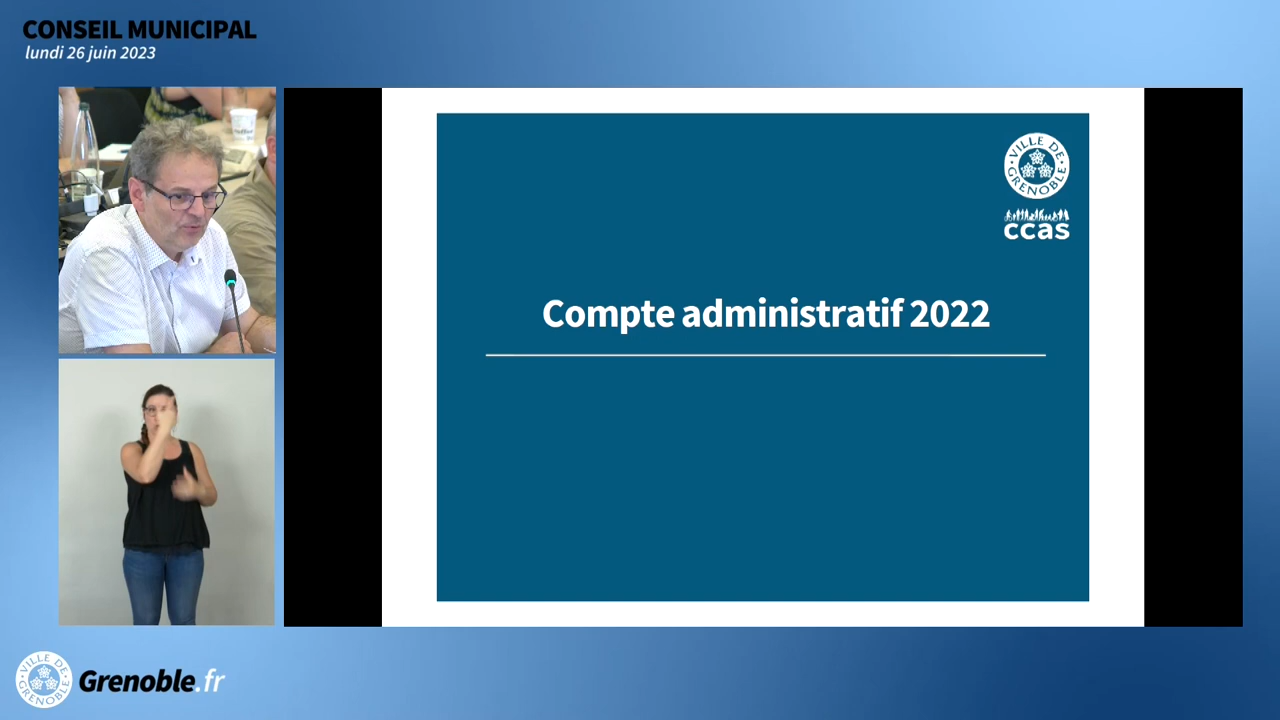 CONSEIL MUNICIPAL
lundi 26 juin 2023
VILLE DE GRENOBLE
ccas
Compte administratif 2022
VILLE DE GRENOBLE
Grenoble.fr